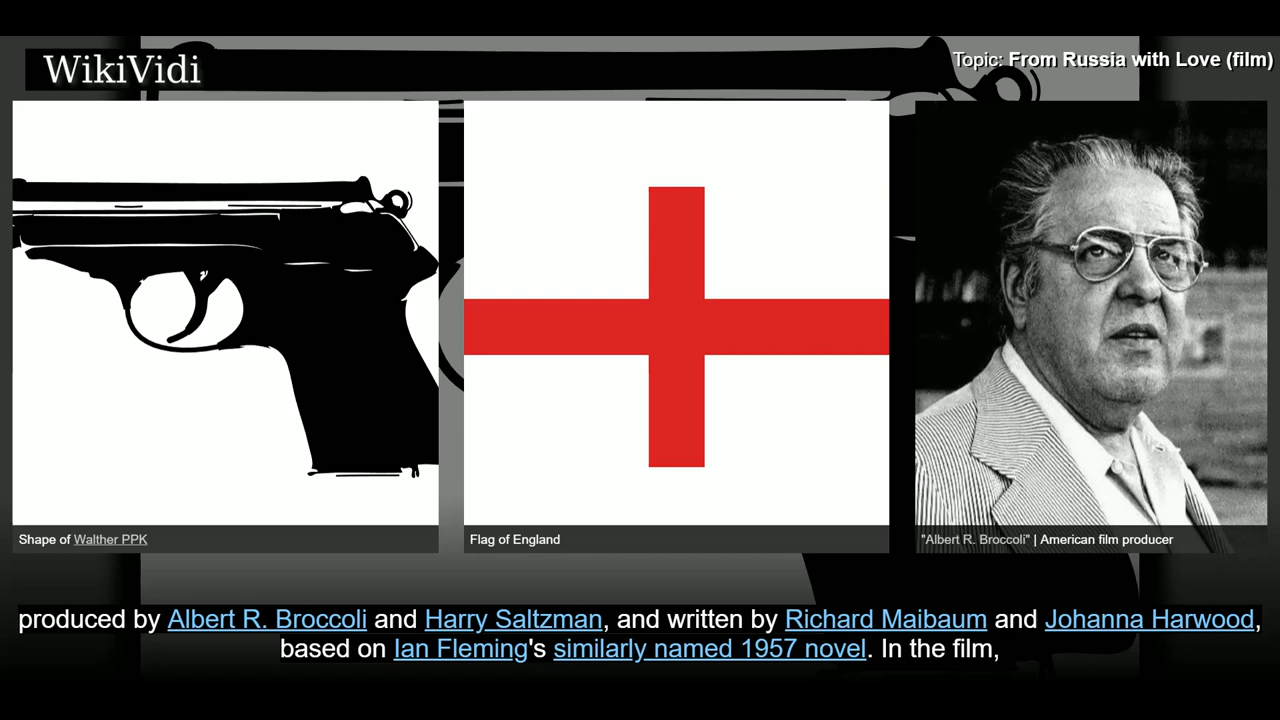 WikiVidi
Topic: From Russia with Love (film)
Shape of Walther PPK
Flag of England
"Albert R. Broccoli" | American film producer
produced by Albert R. Broccoli and Harry Saltzman, and written by Richard Maibaum and Johanna Harwood,
based on Ian Fleming's similarly named 1957 novel. In the film,